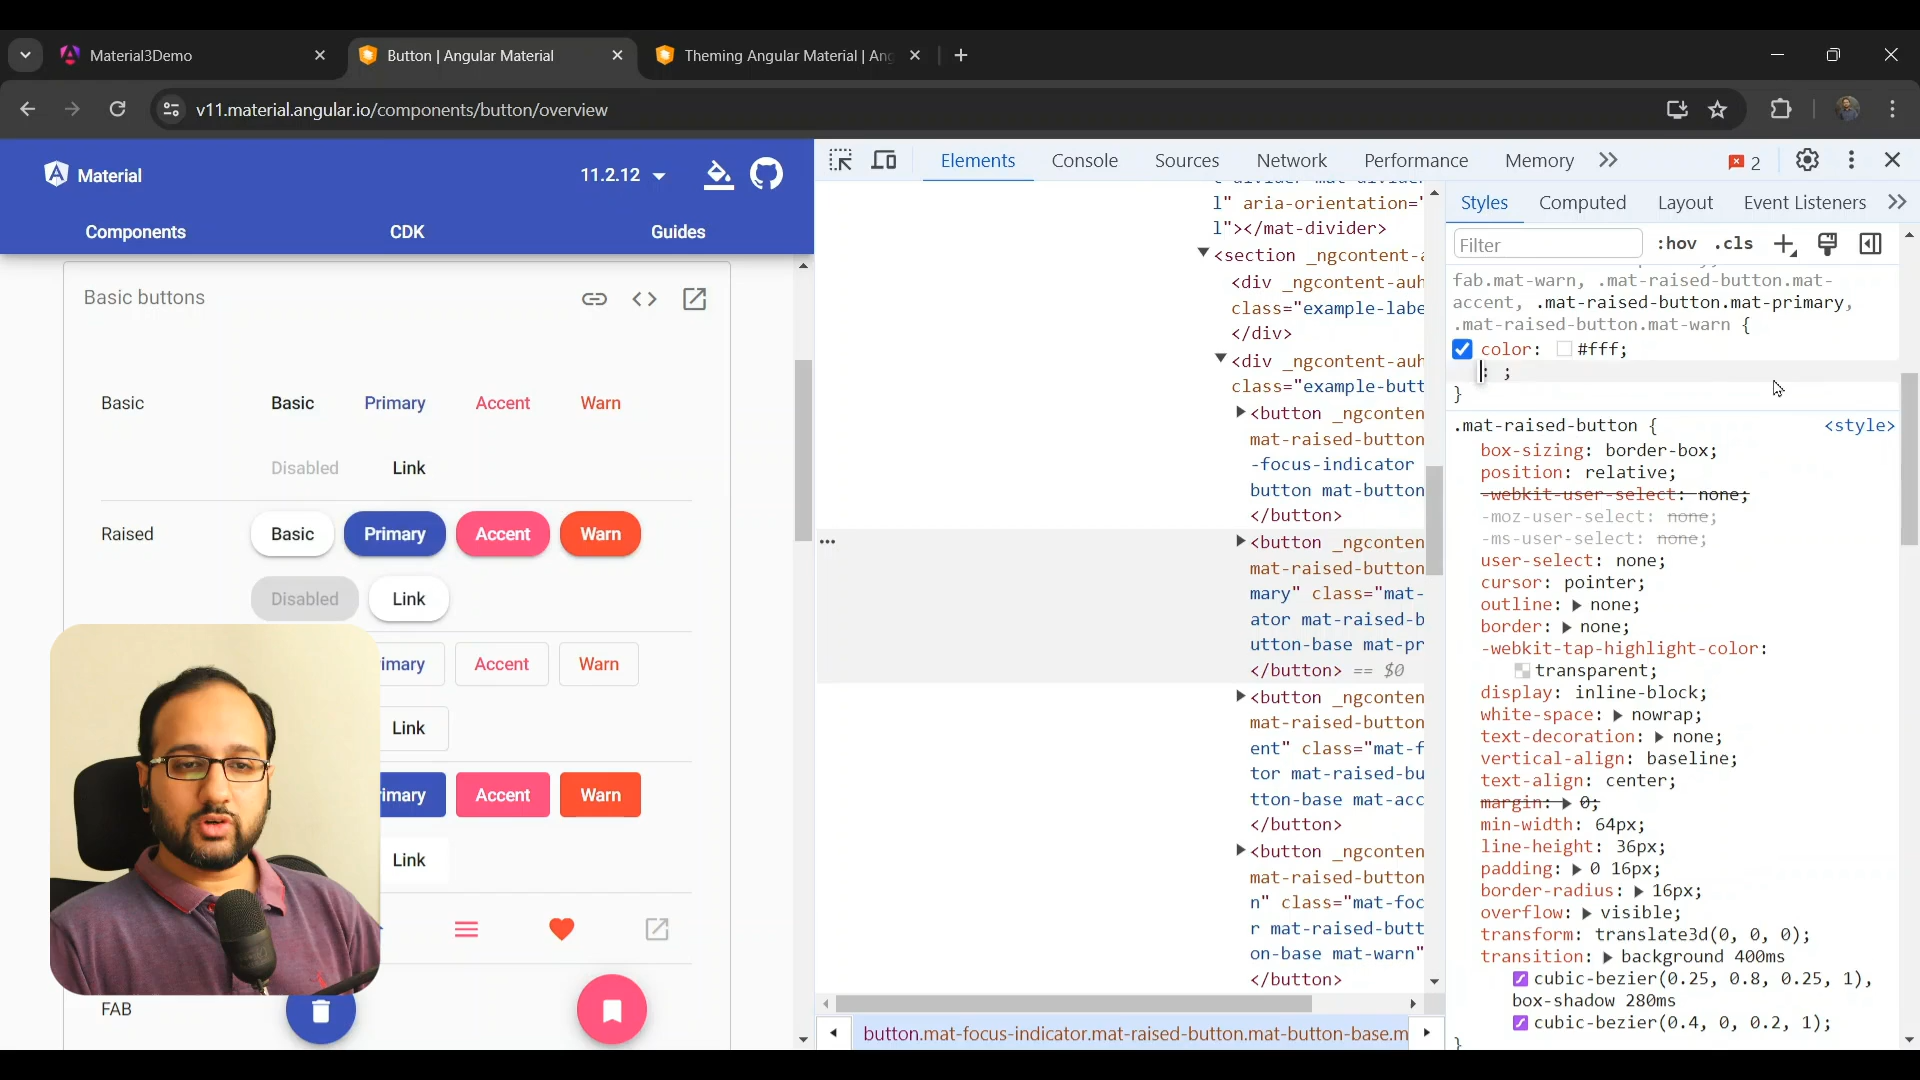 Material3Demo
Button | Angular Material
Theming Angular Material | Ang
v11.material.angular.io/components/button/overview
Material
11.2.12
Components
CDK
Guides
Basic buttons
Basic
Basic
Primary
Accent
Warn
Disabled
Link
Raised
Basic
Primary
Accent
Warn
Disabled
Link
imary
Accent
Warn
Link
imary
Accent
Warn
Link
FAB
Elements
Console
Sources
Network
Performance
Memory
2
l" aria-orientation="
l"></mat-divider>
<section _ngcontent-a
<div _ngcontent-auh
class="example-labe
</div>
<div _ngcontent-auh
class="example-butt
<button _ngconten
mat-raised-button
-focus-indicator
button mat-button
</button>
<button _ngconten
mat-raised-button
mary" class="mat-
ator mat-raised-b
utton-base mat-pr
</button> == $0
<button _ngconten
mat-raised-button
ent" class="mat-f
tor mat-raised-bu
tton-base mat-acc
</button>
<button _ngconten
mat-raised-button
n" class="mat-foc
r mat-raised-butt
on-base mat-warn"
</button>
button.mat-focus-indicator.mat-raised-button.mat-button-base.m
Styles
Computed
Layout
Event Listeners
Filter
:hov
.cls
fab.mat-warn, .mat-raised-button.mat-
accent, .mat-raised-button.mat-primary,
.mat-raised-button.mat-warn {
color: #fff;
: ;
}
.mat-raised-button {
<style>
box-sizing: border-box;
position: relative;
-webkit-user-select: none;
-moz-user-select: none;
-ms-user-select: none;
user-select: none;
cursor: pointer;
outline: none;
border: none;
-webkit-tap-highlight-color:
transparent;
display: inline-block;
white-space: nowrap;
text-decoration: none;
vertical-align: baseline;
text-align: center;
margin: 0;
min-width: 64px;
line-height: 36px;
padding: 0 16px;
border-radius: 16px;
overflow: visible;
transform: translate3d(0, 0, 0);
transition: background 400ms
cubic-bezier(0.25, 0.8, 0.25, 1),
box-shadow 280ms
cubic-bezier(0.4, 0, 0.2, 1);
}